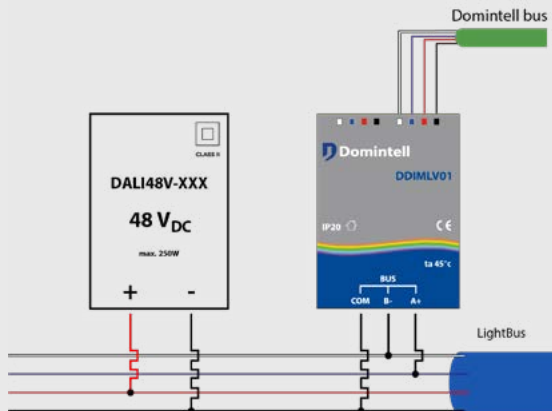 Domintell bus
CLASS II
DALI48V-XXX
48 VDC
max. 250W
+ -
Domintell
DDIMLV01
IP20 CE
ta 45°c
BUS
COM B- A+
LightBus